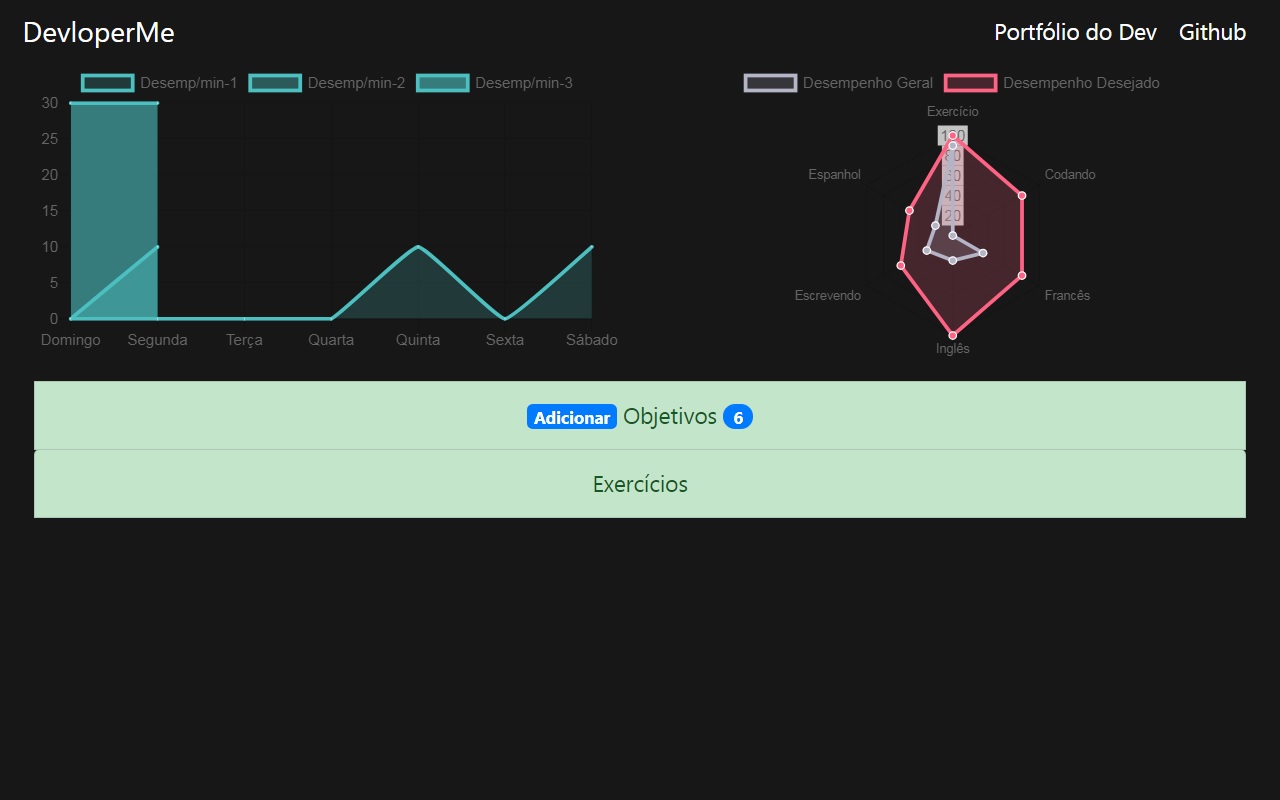 DevloperMe
Portfólio do Dev Github
Desemp/min-1 Desemp/min-2 Desemp/min-3
30
25
20
15
10
5
0
Domingo Segunda Terça Quarta Quinta Sexta Sábado
Desempenho Geral Desempenho Desejado
Exercício
Espanhol
Codando
Escrevendo
Francês
Inglês
100
80
60
40
20
Adicionar Objetivos 6
Exercícios